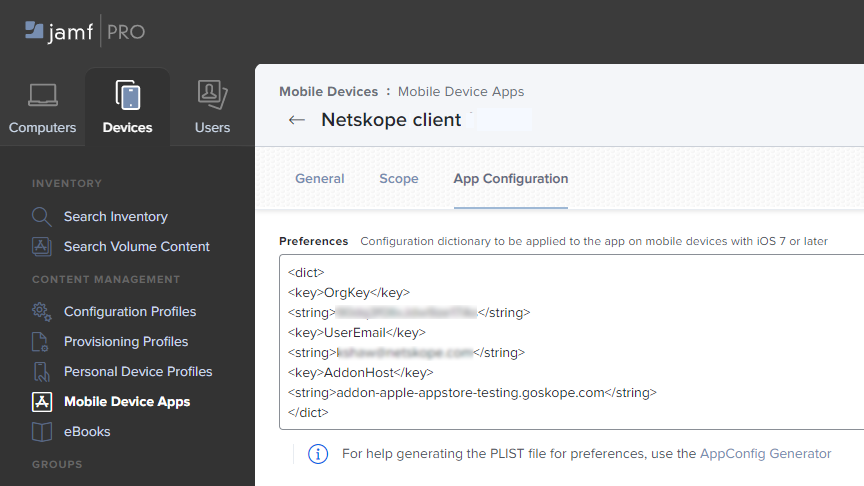 jamf PRO
Computers
Devices
Users
Mobile Devices : Mobile Device Apps
← Netskope client
General
Scope
App Configuration
INVENTORY
Search Inventory
Search Volume Content
CONTENT MANAGEMENT
Configuration Profiles
Provisioning Profiles
Personal Device Profiles
Mobile Device Apps
eBooks
GROUPS
Preferences Configuration dictionary to be applied to the app on mobile devices with iOS 7 or later
<dict>
<key>OrgKey</key>
<string></string>
<key>UserEmail</key>
<string></string>
<key>AddonHost</key>
<string>addon-apple-appstore-testing.goskope.com</string>
</dict>
For help generating the PLIST file for preferences, use the AppConfig Generator